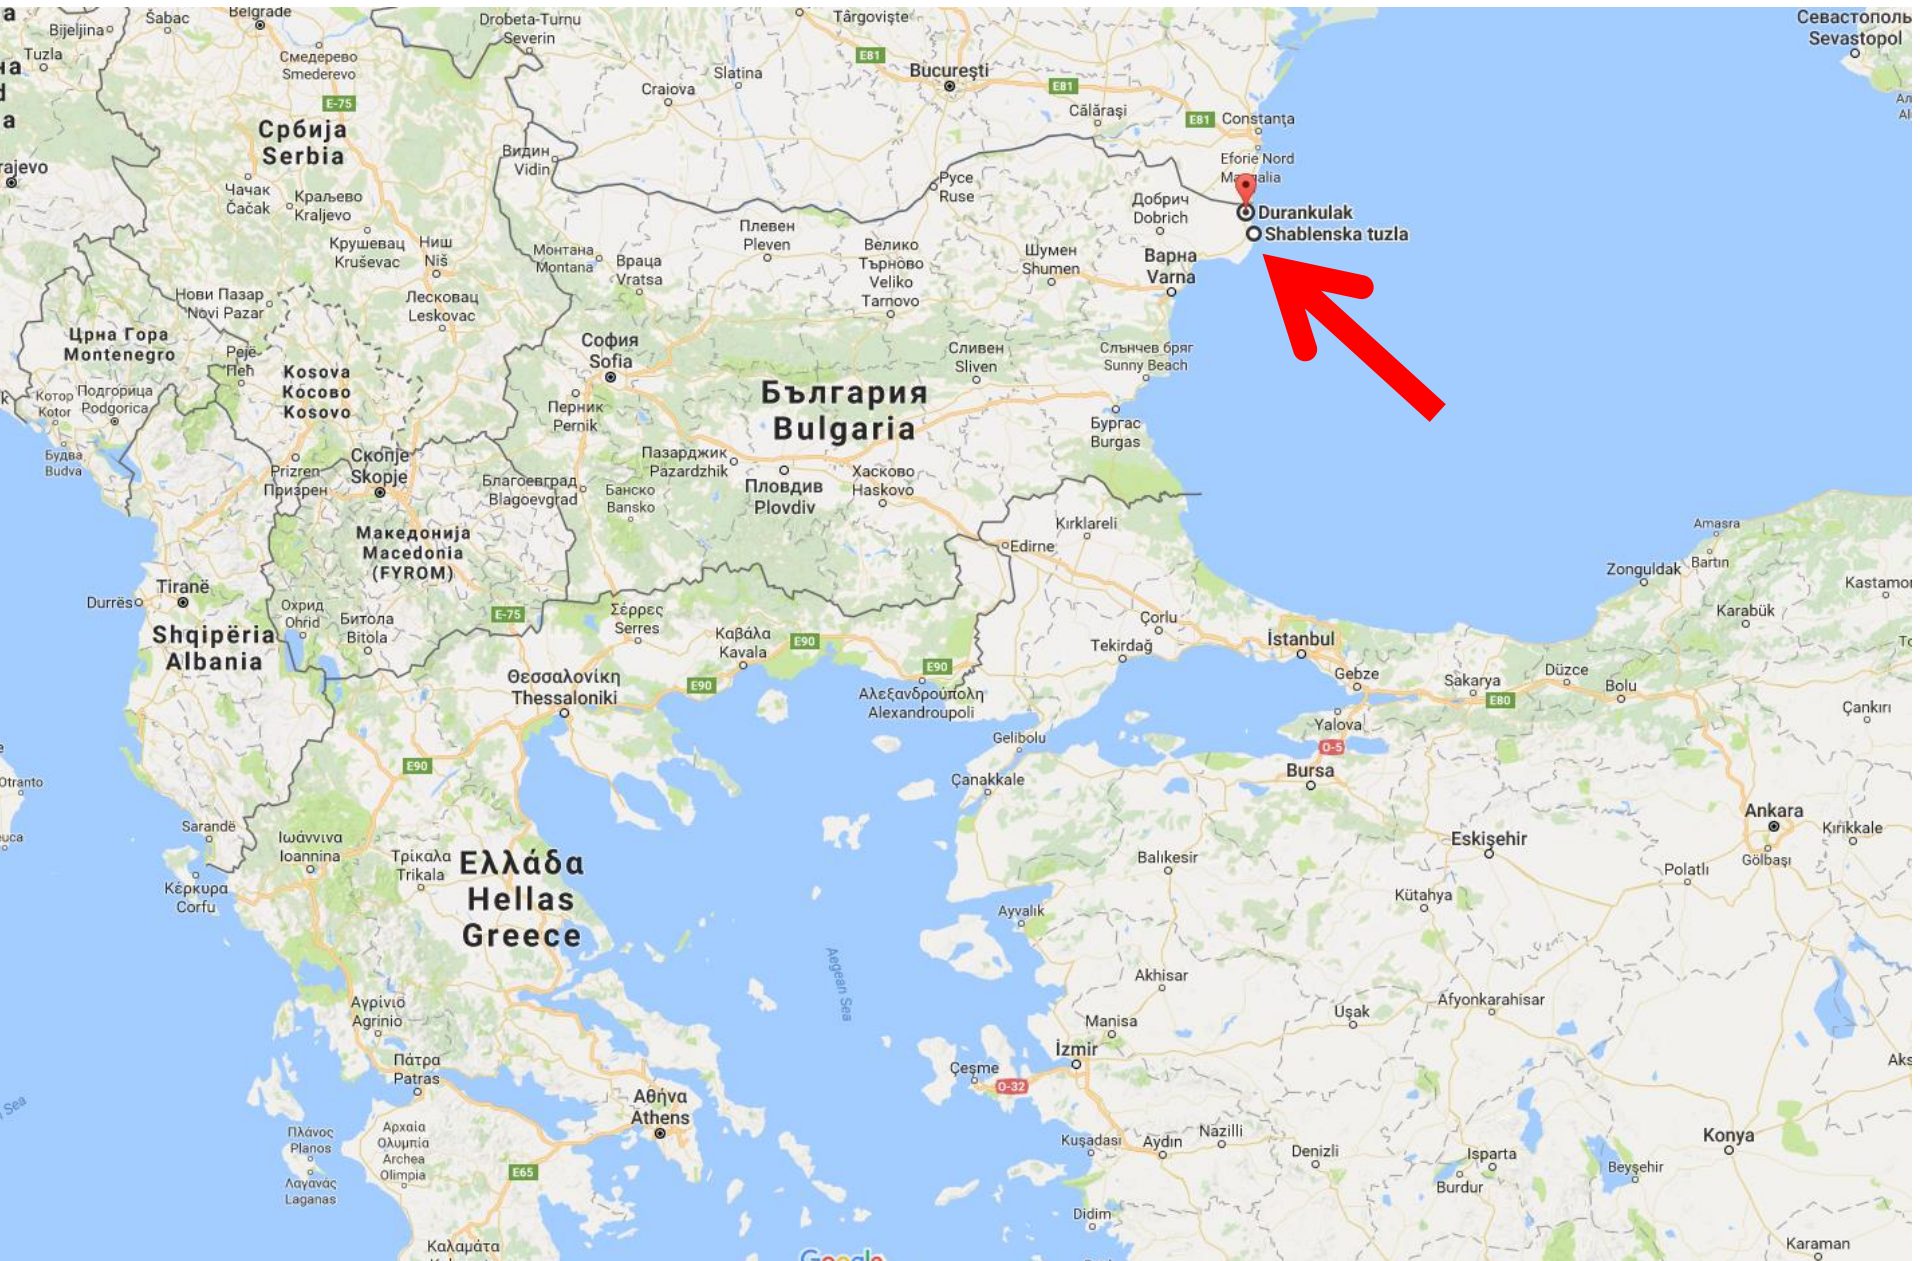 Bijeljina
Šabac
Belgrade
Drobeta-Turnu
Severin
Târgovişte
Севастополь
Sevastopol
Tuzla
Смедерево
Smederevo
E81
Slatina
Bucureşti
Craiova
E81
Călăraşi
E-75
E81
Constanţa
Србија
Serbia
Видин
Vidin
Eforie Nord
rajevo
Русе
Ruse
Чачак
Čačak
Краљево
Kraljevo
Добрич
Dobrich
Durankulak
Shablenska tuzla
Плевен
Pleven
Крушевац
Kruševac
Ниш
Niš
Монтана
Montana
Враца
Vratsa
Велико
Търново
Veliko
Tarnovo
Шумен
Shumen
Варна
Varna
Нови Пазар
Novi Pazar
Лесковац
Leskovac
Црна Гора
Montenegro
София
Sofia
Сливен
Sliven
Слънчев бряг
Sunny Beach
Pejë
Пећ
Kosova
Косово
Kosovo
Котор
Kotor
Подгорица
Podgorica
Перник
Pernik
България
Bulgaria
Бургас
Burgas
Будва
Budva
Prizren
Призрен
Скопје
Skopje
Пазарджик
Pazardzhik
Благоевград
Blagoevgrad
Банско
Bansko
Пловдив
Plovdiv
Хасково
Haskovo
Kırklareli
Amasra
Македонија
Macedonia
(FYROM)
Edirne
Zonguldak
Bartın
Tiranë
Durrës
Kastamo
Охрид
Ohrid
Битола
Bitola
E-75
Σέρρες
Serres
Karabük
Çorlu
Shqipëria
Albania
Καβάλα
Kavala
E90
Tekirdağ
İstanbul
E90
Θεσσαλονίκη
Thessaloniki
E90
Αλεξανδρούπολη
Alexandroupoli
Gebze
Sakarya
E80
Düzce
Bolu
Çankırı
Gelibolu
Yalova
O-5
E90
Çanakkale
Bursa
Otranto
Ankara
Sarandë
Ιωάννινα
Ioannina
Τρίκαλα
Trikala
Ελλάδα
Hellas
Greece
Balıkesir
Eskişehir
Kırıkkale
Gölbaşı
Polatlı
Κέρκυρα
Corfu
Kütahya
Ayvalık
Aegean Sea
Akhisar
Αγρίνιο
Agrinio
Afyonkarahisar
Uşak
Manisa
İzmir
Πάτρα
Patras
Çeşme
O-32
Aks
Αθήνα
Athens
Sea
Πλάνος
Planos
Αρχαία
Ολυμπία
Archea
Olimpia
Kuşadası
Aydın
Nazilli
Denizli
Isparta
Konya
Beyşehir
E65
Λαγανάς
Laganas
Burdur
Didim
Καλαμάτα
Karaman
Google